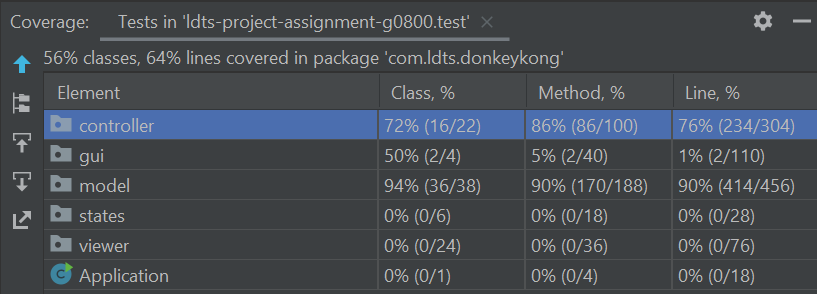 Coverage: Tests in 'ldts-project-assignment-g0800.test' ×
56% classes, 64% lines covered in package 'com.ldts.donkeykong'
Element Class, % Method, % Line, %
controller 72% (16/22) 86% (86/100) 76% (234/304)
gui 50% (2/4) 5% (2/40) 1% (2/110)
model 94% (36/38) 90% (170/188) 90% (414/456)
states 0% (0/6) 0% (0/18) 0% (0/28)
viewer 0% (0/24) 0% (0/36) 0% (0/76)
Application 0% (0/1) 0% (0/4) 0% (0/18)